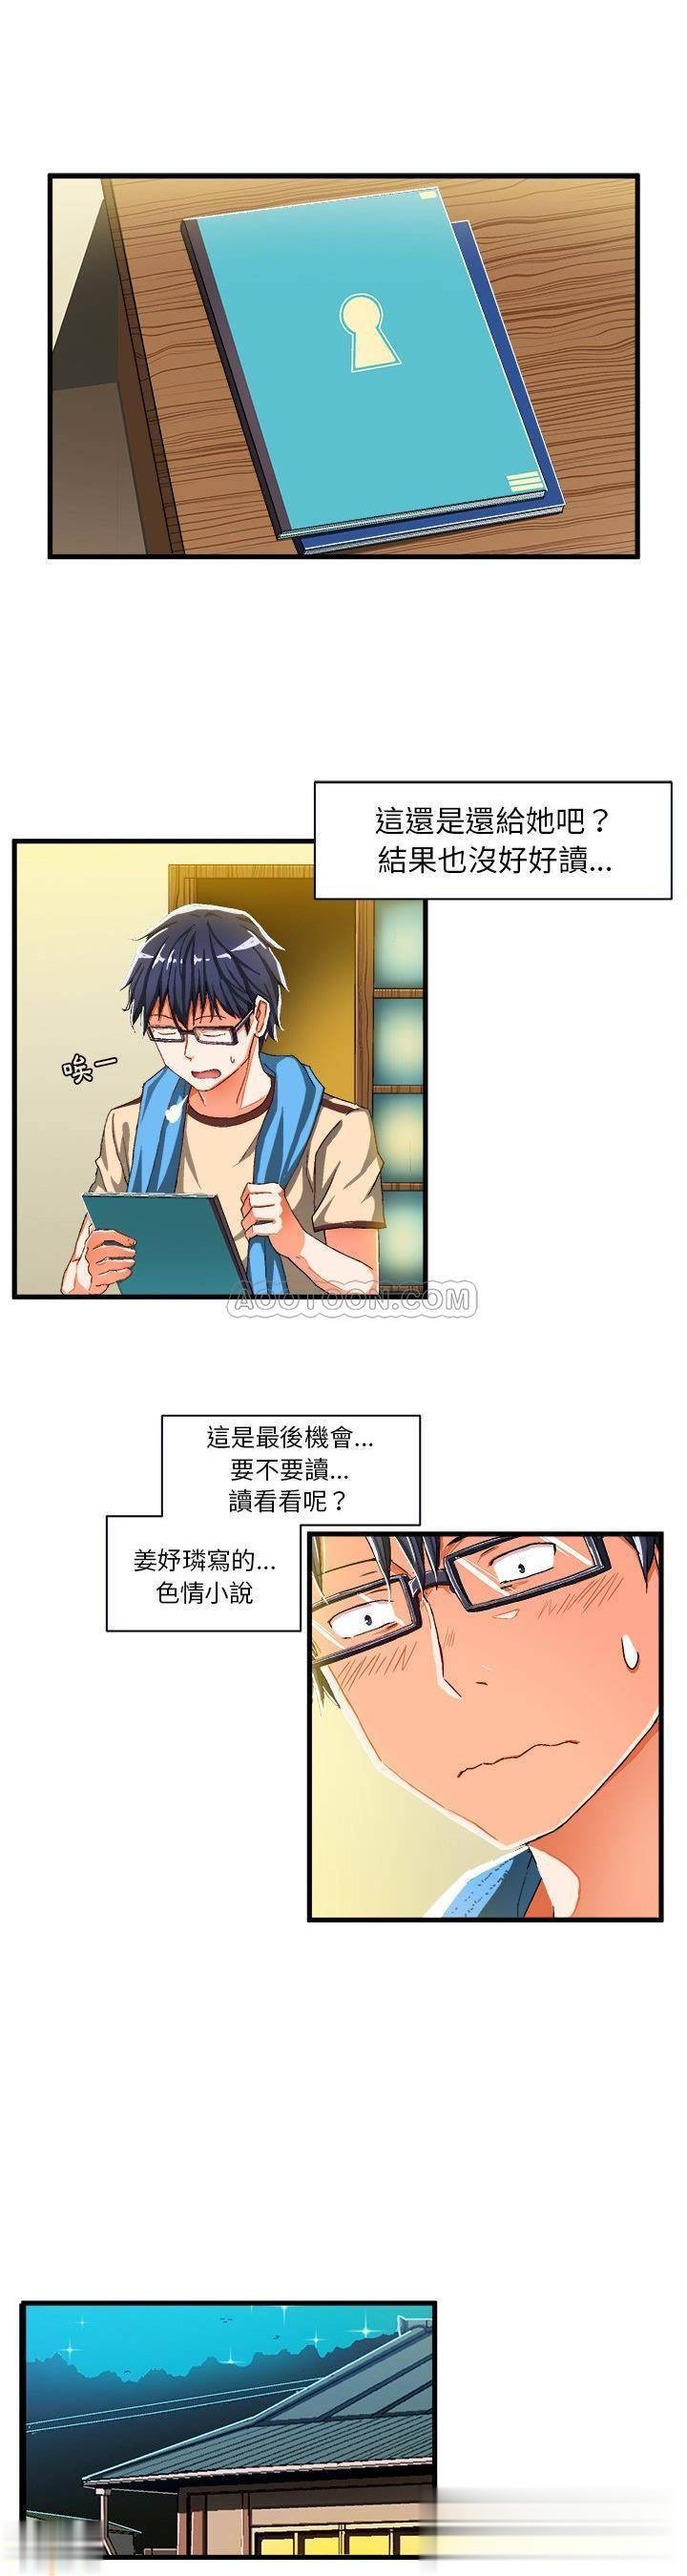 這還是還給她吧？
結果也沒好好讀...
唉一
AGOTOON.COM
這是最後機會...
要不要讀...
讀看看呢？
姜妤璘寫的...
色情小說